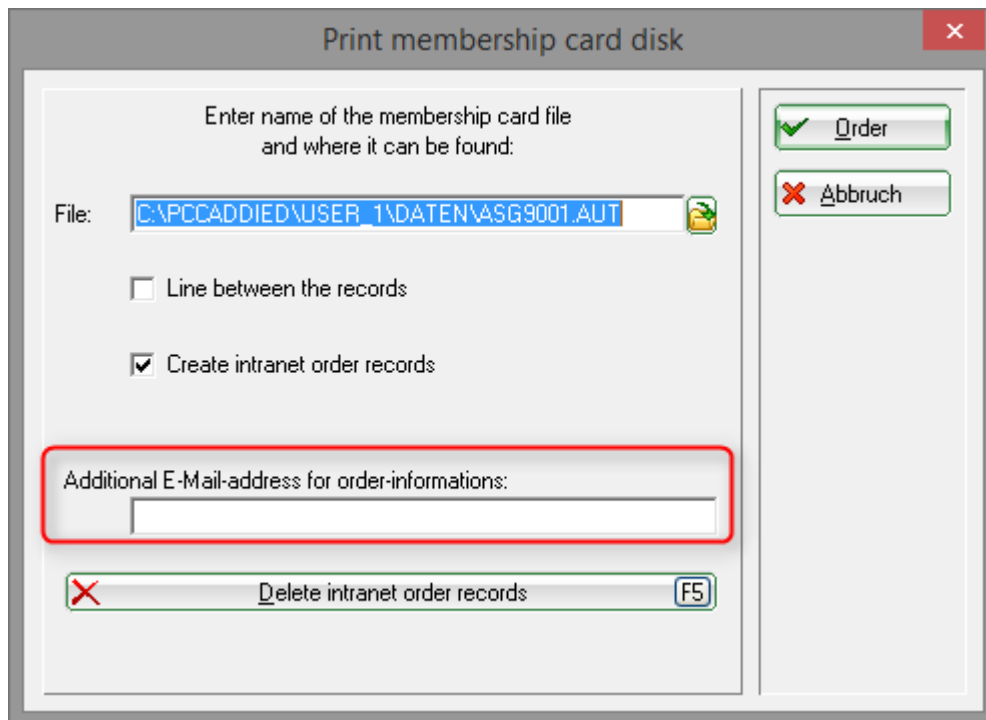 Print membership card disk
Enter name of the membership card file
and where it can be found:
File: C:\PCCADDIED\USER_1\DATEN\ASG9001.AUT
Line between the records
Create intranet order records
Additional E-Mail-address for order-informations:
Delete intranet order records F5
Order
Abbruch